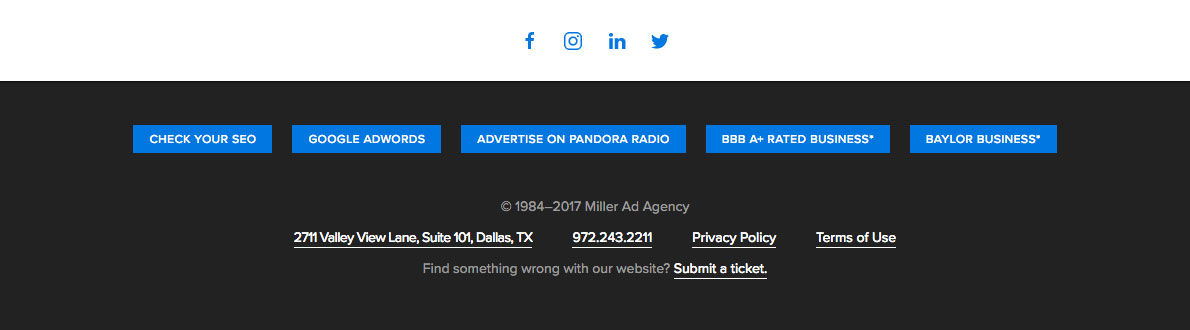 CHECK YOUR SEO GOOGLE ADWORDS ADVERTISE ON PANDORA RADIO BBB A+ RATED BUSINESS* BAYLOR BUSINESS*
© 1984–2017 Miller Ad Agency
2711 Valley View Lane, Suite 101, Dallas, TX 972.243.2211 Privacy Policy Terms of Use
Find something wrong with our website? Submit a ticket.